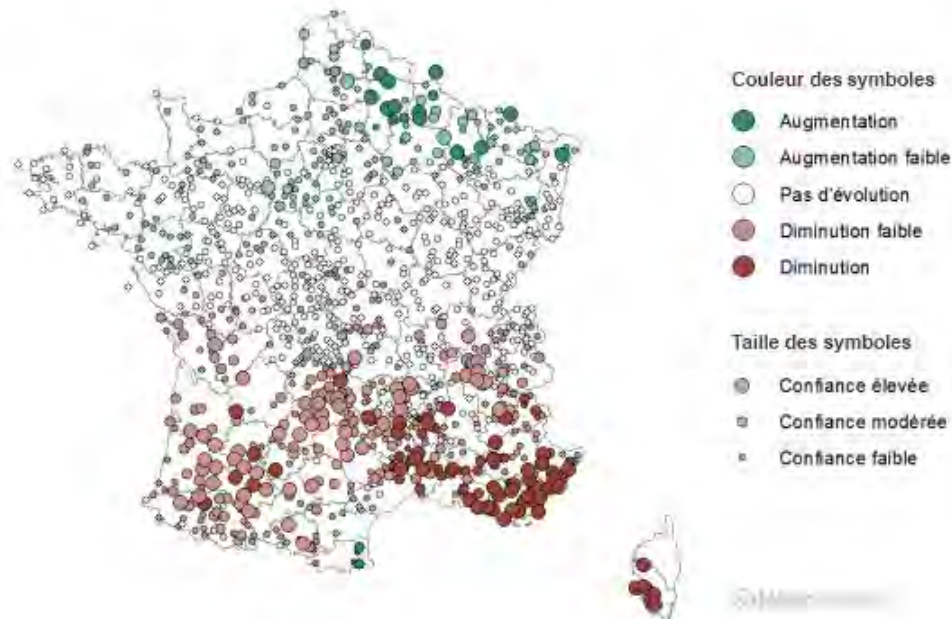 Couleur des symboles
Augmentation
Augmentation faible
Pas d'évolution
Diminution faible
Diminution
Taille des symboles
Confiance élevée
Confiance modérée
Confiance faible